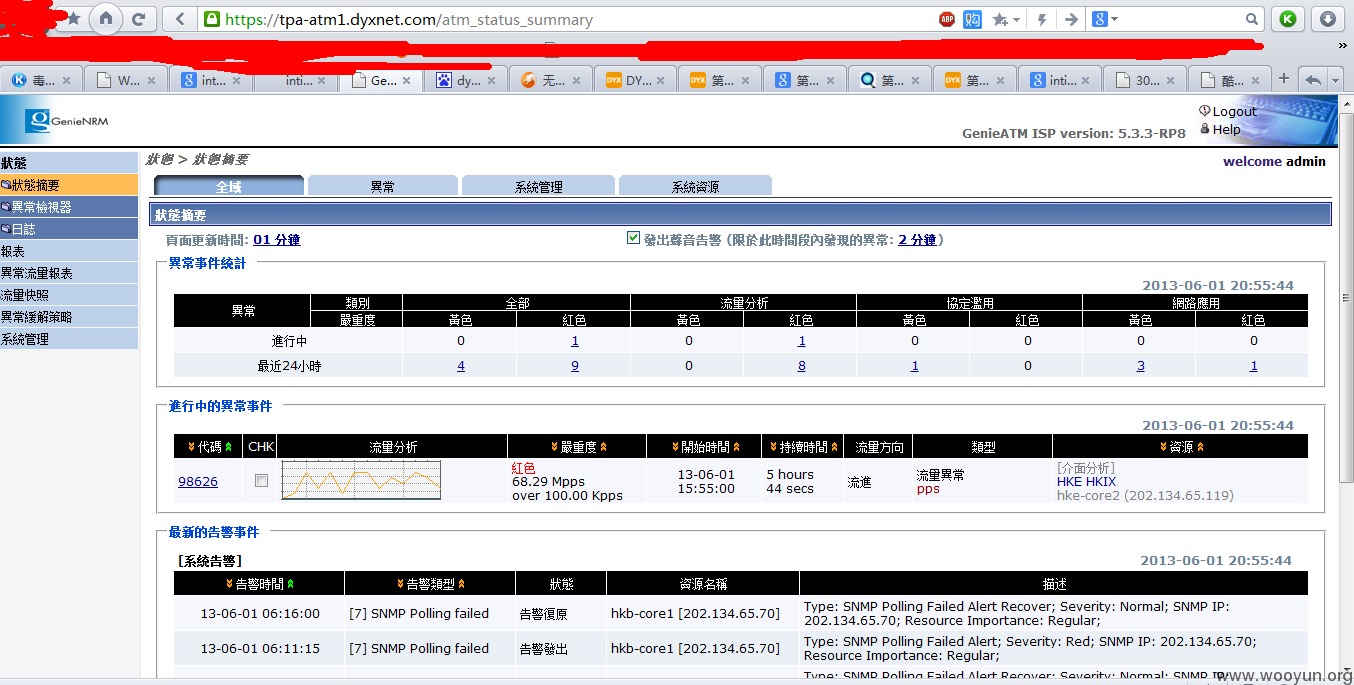 https://tpa-atm1.dyxnet.com/atm_status_summary
毒... W... int... inti... Ge... dy... 无... DY... 第... 第... 第... 第... inti... 30... 酷...
GenieNRM
Logout
Help
GenieATM ISP version: 5.3.3-RP8
welcome admin
狀態
狀態摘要
異常檢視器
日誌
報表
異常流量報表
流量快照
異常緩解策略
系統管理
狀態 > 狀態摘要
全域 異常 系統管理 系統資源
狀態摘要
頁面更新時間: 01 分鐘 發出聲音告警 (限於此時間段內發現的異常: 2 分鐘)
異常事件統計
2013-06-01 20:55:44
異常 類別 全部 流量分析 協定濫用 網路應用
嚴重度 黃色 紅色 黃色 紅色 黃色 紅色 黃色 紅色
進行中 0 1 0 1 0 0 0 0
最近24小時 4 9 0 8 1 0 3 1
進行中的異常事件
2013-06-01 20:55:44
代碼 CHK 流量分析 嚴重度 開始時間 持續時間 流量方向 類型 資源
98626 紅色 68.29 Mpps over 100.00 Kpps 13-06-01 15:55:00 5 hours 44 secs 流進 流量異常 pps [介面分析] HKE HKIX hke-core2 (202.134.65.119)
最新的告警事件
[系統告警]
2013-06-01 20:55:44
告警時間 告警類型 狀態 資源名稱 描述
13-06-01 06:16:00 [7] SNMP Polling failed 告警復原 hkb-core1 [202.134.65.70] Type: SNMP Polling Failed Alert Recover; Severity: Normal; SNMP IP: 202.134.65.70; Resource Importance: Regular;
13-06-01 06:11:15 [7] SNMP Polling failed 告警發出 hkb-core1 [202.134.65.70] Type: SNMP Polling Failed Alert; Severity: Red; SNMP IP: 202.134.65.70; Resource Importance: Regular;
Type: SNMP Polling Failed Alert Recover; Severity: Normal; SNMP IP:
www.wooyun.org